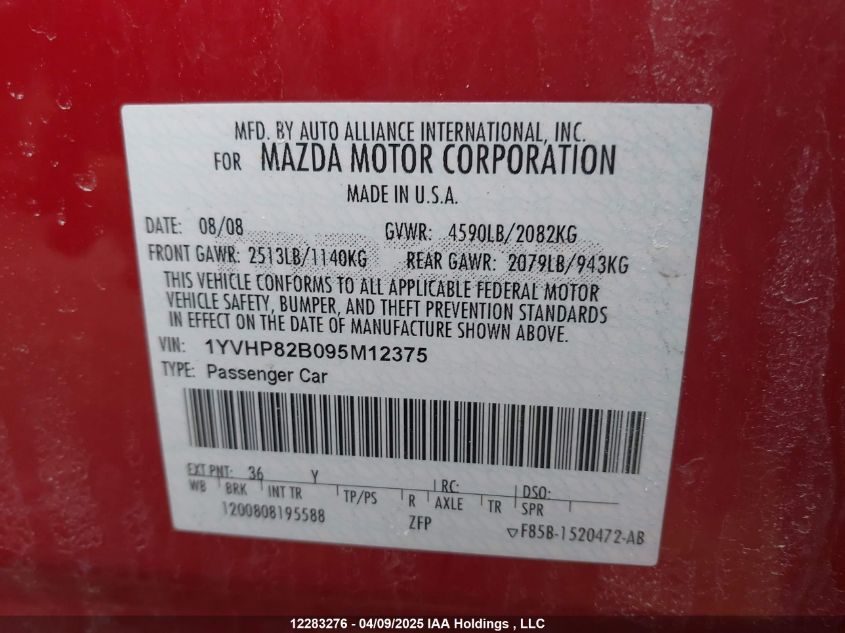 MFD. BY AUTO ALLIANCE INTERNATIONAL, INC.
FOR MAZDA MOTOR CORPORATION
MADE IN U.S.A.
DATE: 08/08 GVWR: 4590LB/2082KG
FRONT GAWR: 2513LB/1140KG REAR GAWR: 2079LB/943KG
THIS VEHICLE CONFORMS TO ALL APPLICABLE FEDERAL MOTOR
VEHICLE SAFETY, BUMPER, AND THEFT PREVENTION STANDARDS
IN EFFECT ON THE DATE OF MANUFACTURE SHOWN ABOVE.
VIN: 1YVHP82B095M12375
TYPE: Passenger Car
EXT PNT: 36 Y RC: DSO:
WB BRK INT TR TP/PS R AXLE TR SPR
1200808195588 ZFP F85B-1520472-AB
12283276 - 04/09/2025 IAA Holdings , LLC